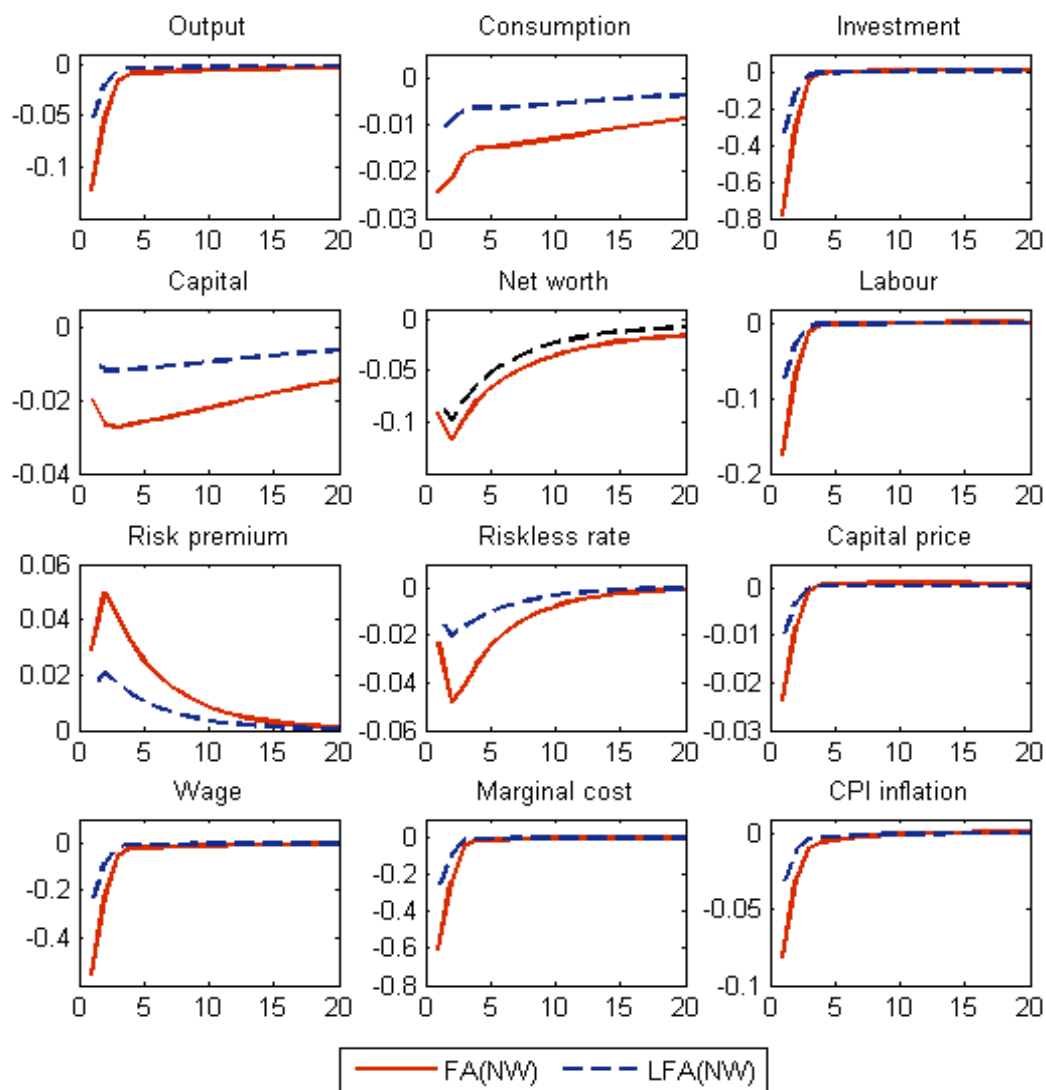 Output Consumption Investment
0 0 0
-0.05 -0.01 -0.2
-0.1 -0.02 -0.4
-0.03 -0.6
-0.8
0 5 10 15 20 0 5 10 15 20 0 5 10 15 20
Capital Net worth Labour
0 0 0
-0.02 -0.05 -0.1
-0.04 -0.1 -0.2
0 5 10 15 20 0 5 10 15 20 0 5 10 15 20
Risk premium Riskless rate Capital price
0.06 0 0
0.04 -0.02 -0.01
0.02 -0.04 -0.02
0 -0.06 -0.03
0 5 10 15 20 0 5 10 15 20 0 5 10 15 20
Wage Marginal cost CPI inflation
0 0 0
-0.2 -0.2 -0.05
-0.4 -0.4 -0.1
-0.6
-0.8
0 5 10 15 20 0 5 10 15 20 0 5 10 15 20
FA(NW) LFA(NW)